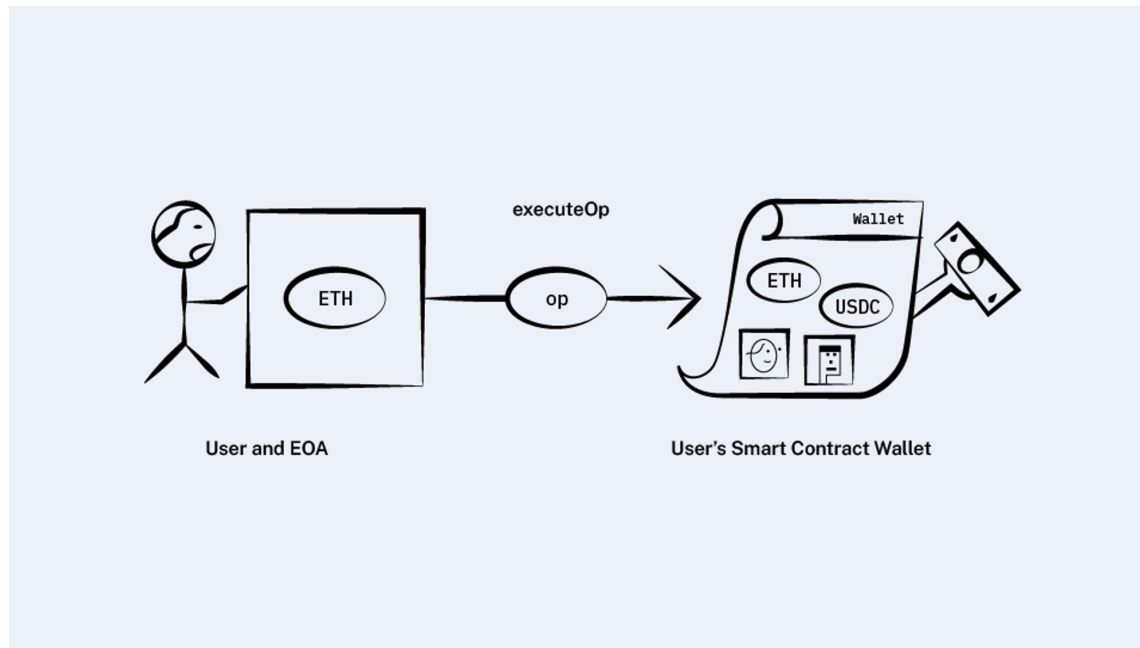 executeOp
Wallet
ETH
op
ETH
USDC
User and EOA
User’s Smart Contract Wallet